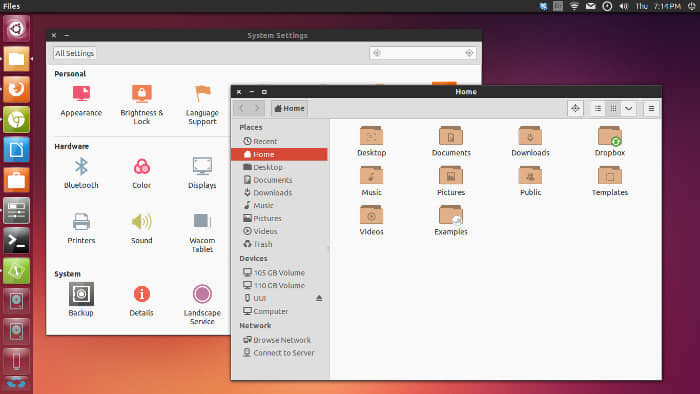 Files
Thu 7:14 PM
System Settings
All Settings
Personal
Appearance
Brightness &
Lock
Language
Support
Hardware
Bluetooth
Color
Displays
Printers
Sound
Wacom
Tablet
System
Backup
Details
Landscape
Service
Home
Home
Places
Recent
Home
Desktop
Documents
Downloads
Music
Pictures
Videos
Trash
Devices
105 GB Volume
110 GB Volume
UUI
Computer
Network
Browse Network
Connect to Server
Desktop
Documents
Downloads
Dropbox
Music
Pictures
Public
Templates
Videos
Examples